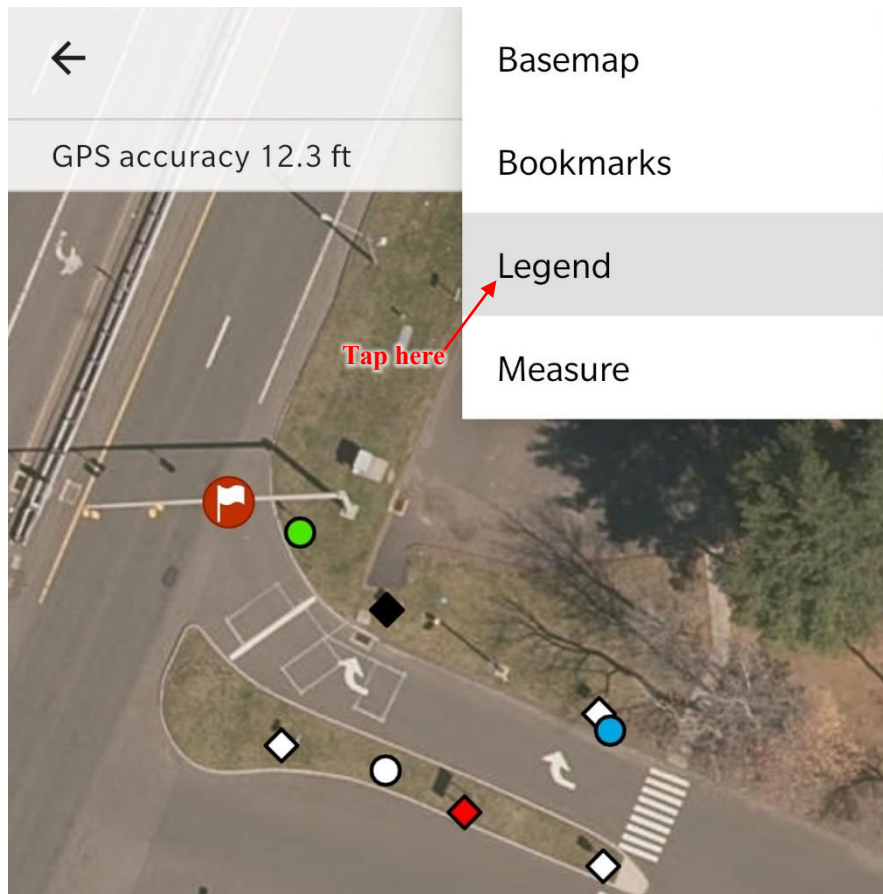 Basemap
GPS accuracy 12.3 ft
Bookmarks
Legend
Tap here
Measure